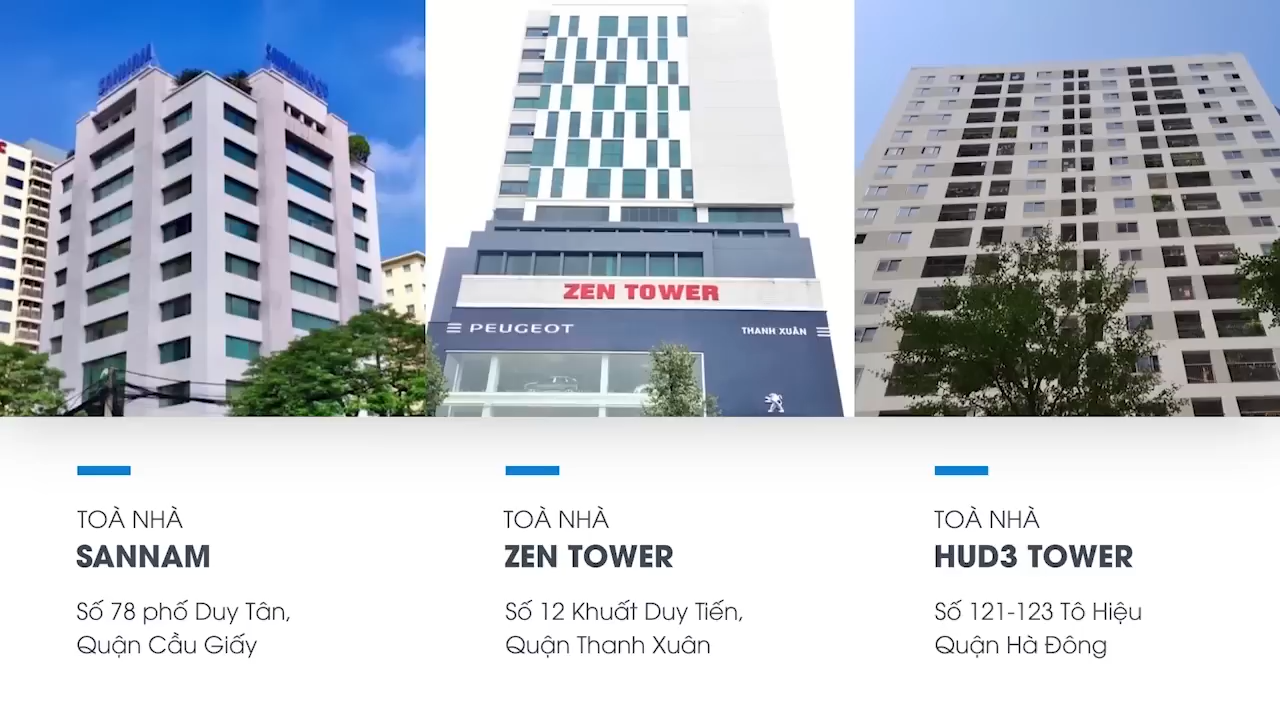 SANNAM
ZEN TOWER
PEUGEOT
THANH XUÂN
TOÀ NHÀ
SANNAM
Số 78 phố Duy Tân,
Quận Cầu Giấy
TOÀ NHÀ
ZEN TOWER
Số 12 Khuất Duy Tiến,
Quận Thanh Xuân
TOÀ NHÀ
HUD3 TOWER
Số 121-123 Tô Hiệu
Quận Hà Đông